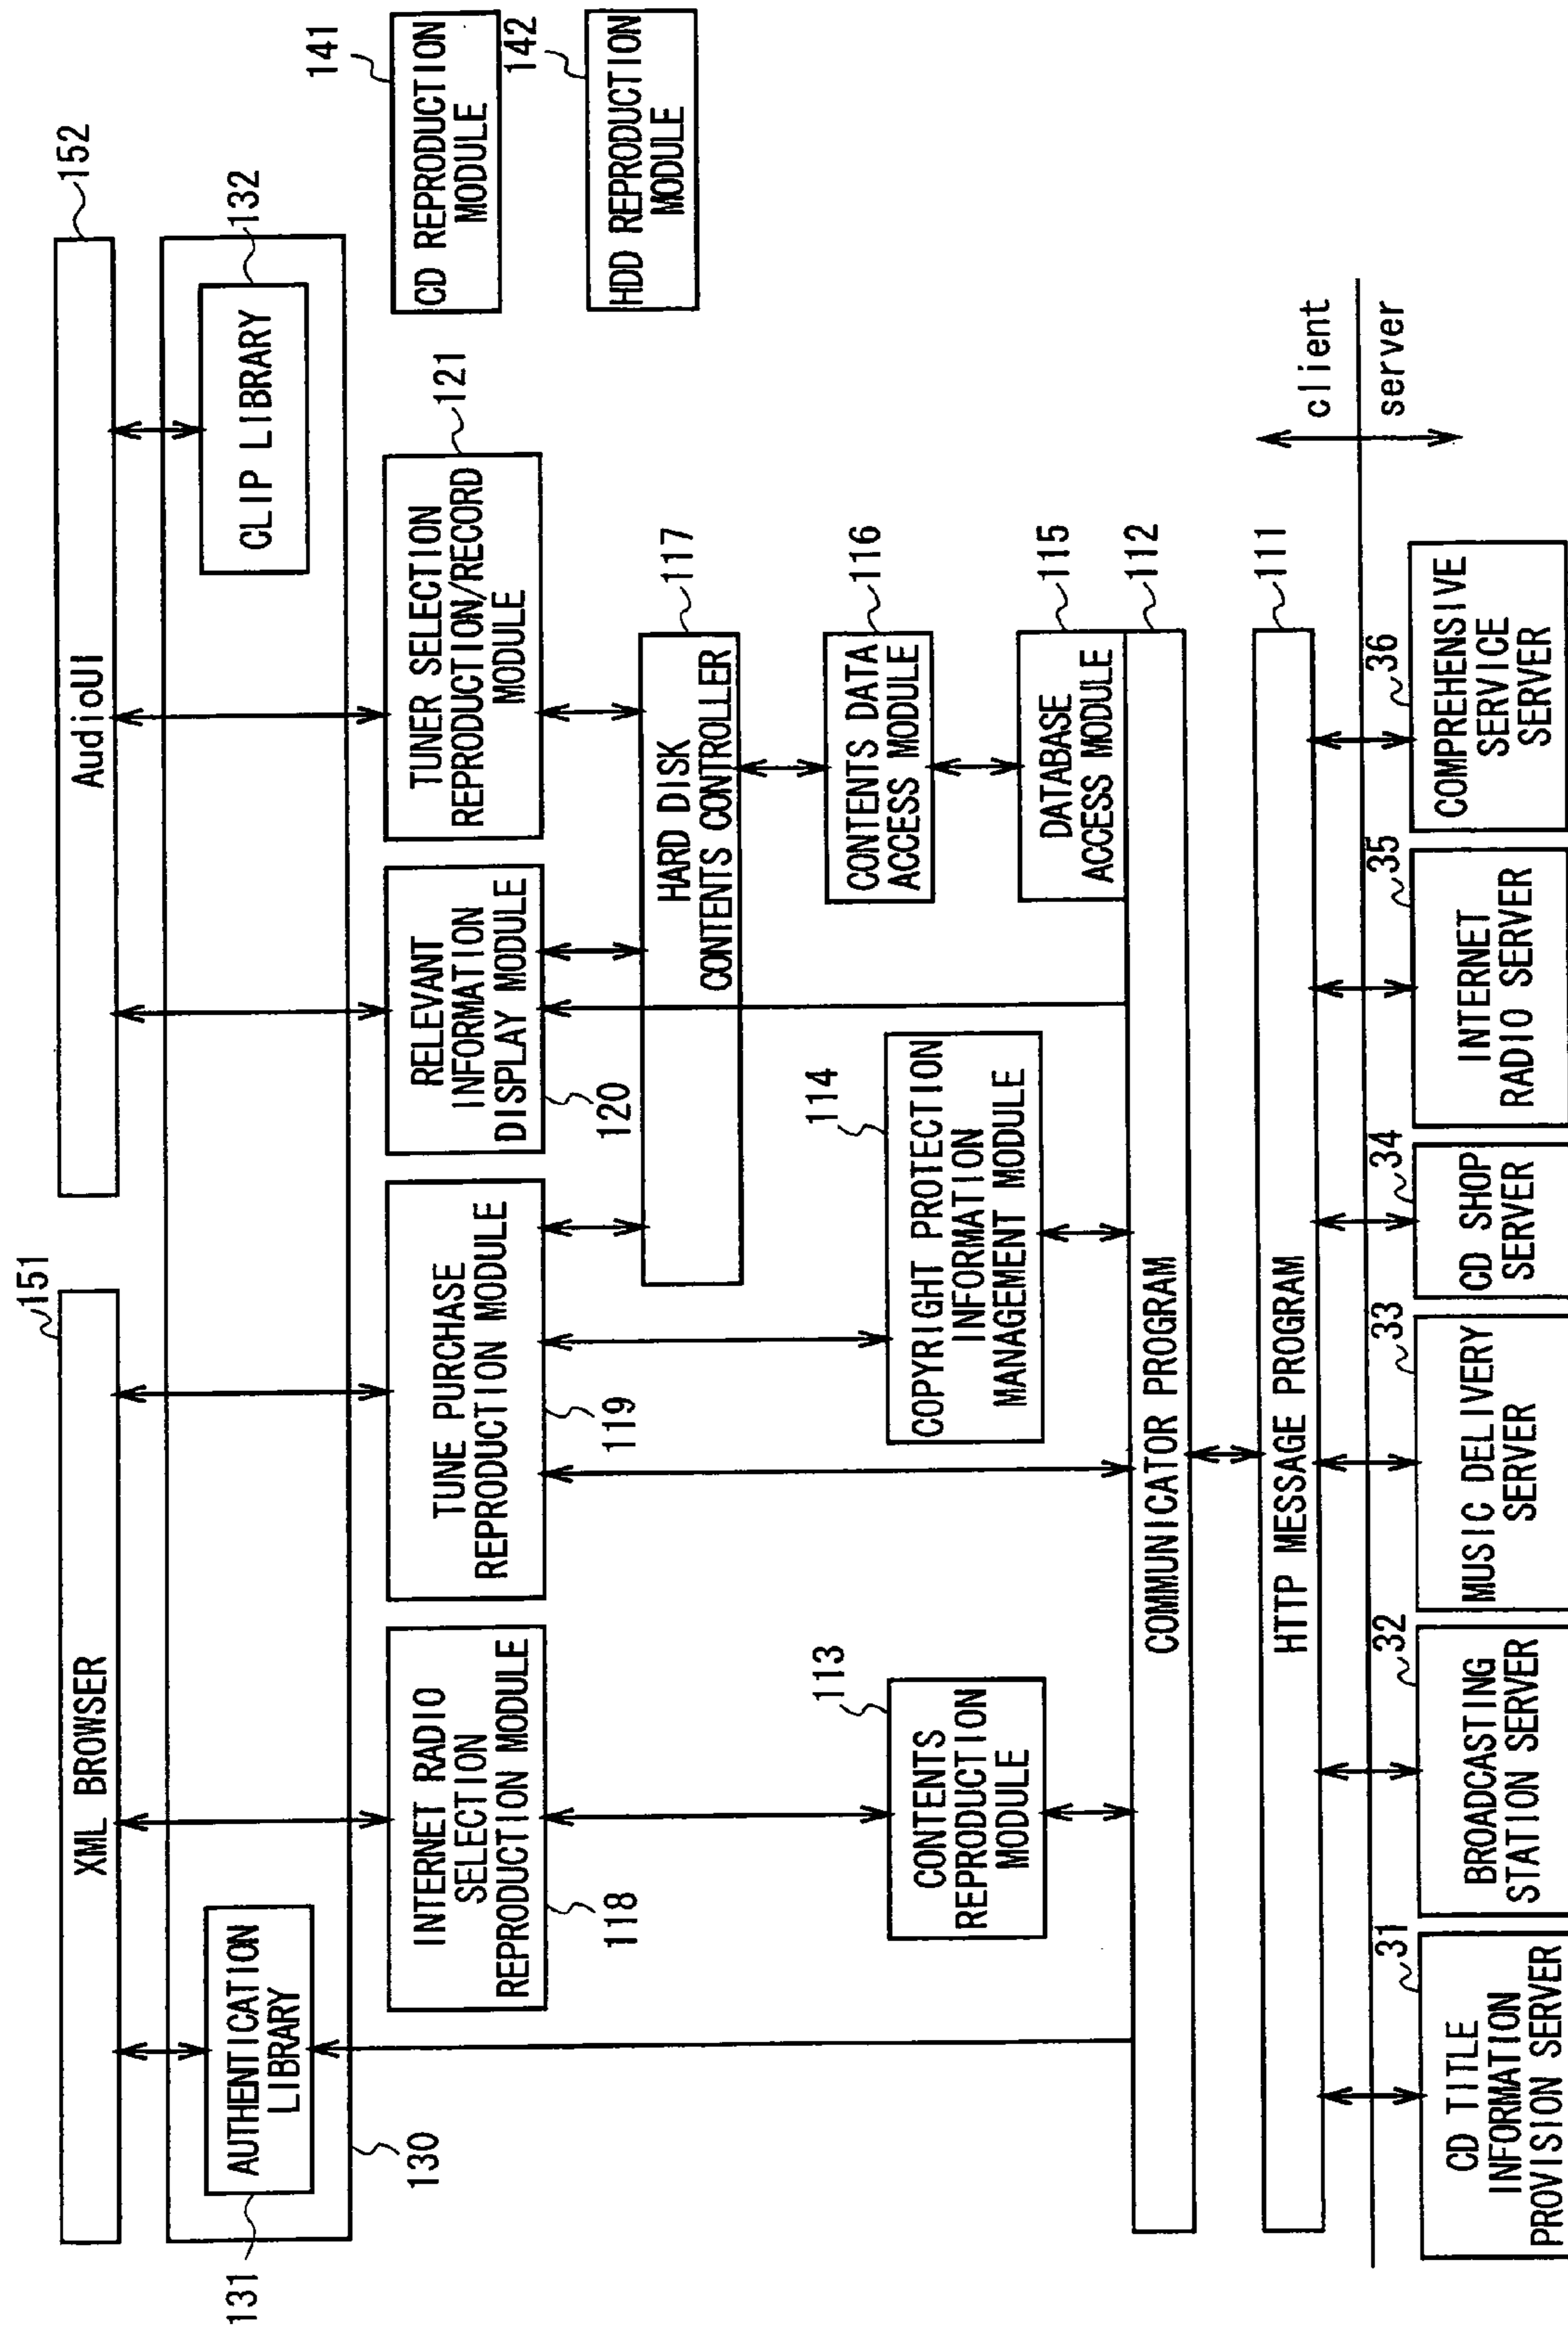 151
XML BROWSER
AudioUI
152
131
AUTHENTICATION
LIBRARY
130
CLIP LIBRARY
132
INTERNET RADIO
SELECTION
REPRODUCTION MODULE
118
TUNE PURCHASE
REPRODUCTION MODULE
119
RELEVANT
INFORMATION
DISPLAY MODULE
120
TUNER SELECTION
REPRODUCTION/RECORD
MODULE
121
CD REPRODUCTION
MODULE
141
HDD REPRODUCTION
MODULE
142
HARD DISK
CONTENTS CONTROLLER
117
CONTENTS
REPRODUCTION
MODULE
113
COPYRIGHT PROTECTION
INFORMATION
MANAGEMENT MODULE
114
CONTENTS DATA
ACCESS MODULE
116
DATABASE
ACCESS MODULE
115
COMMUNICATOR PROGRAM
112
HTTP MESSAGE PROGRAM
111
client
server
CD TITLE
INFORMATION
PROVISION SERVER
31
BROADCASTING
STATION SERVER
32
MUSIC DELIVERY
SERVER
33
CD SHOP
SERVER
34
INTERNET
RADIO SERVER
35
COMPREHENSIVE
SERVICE
SERVER
36